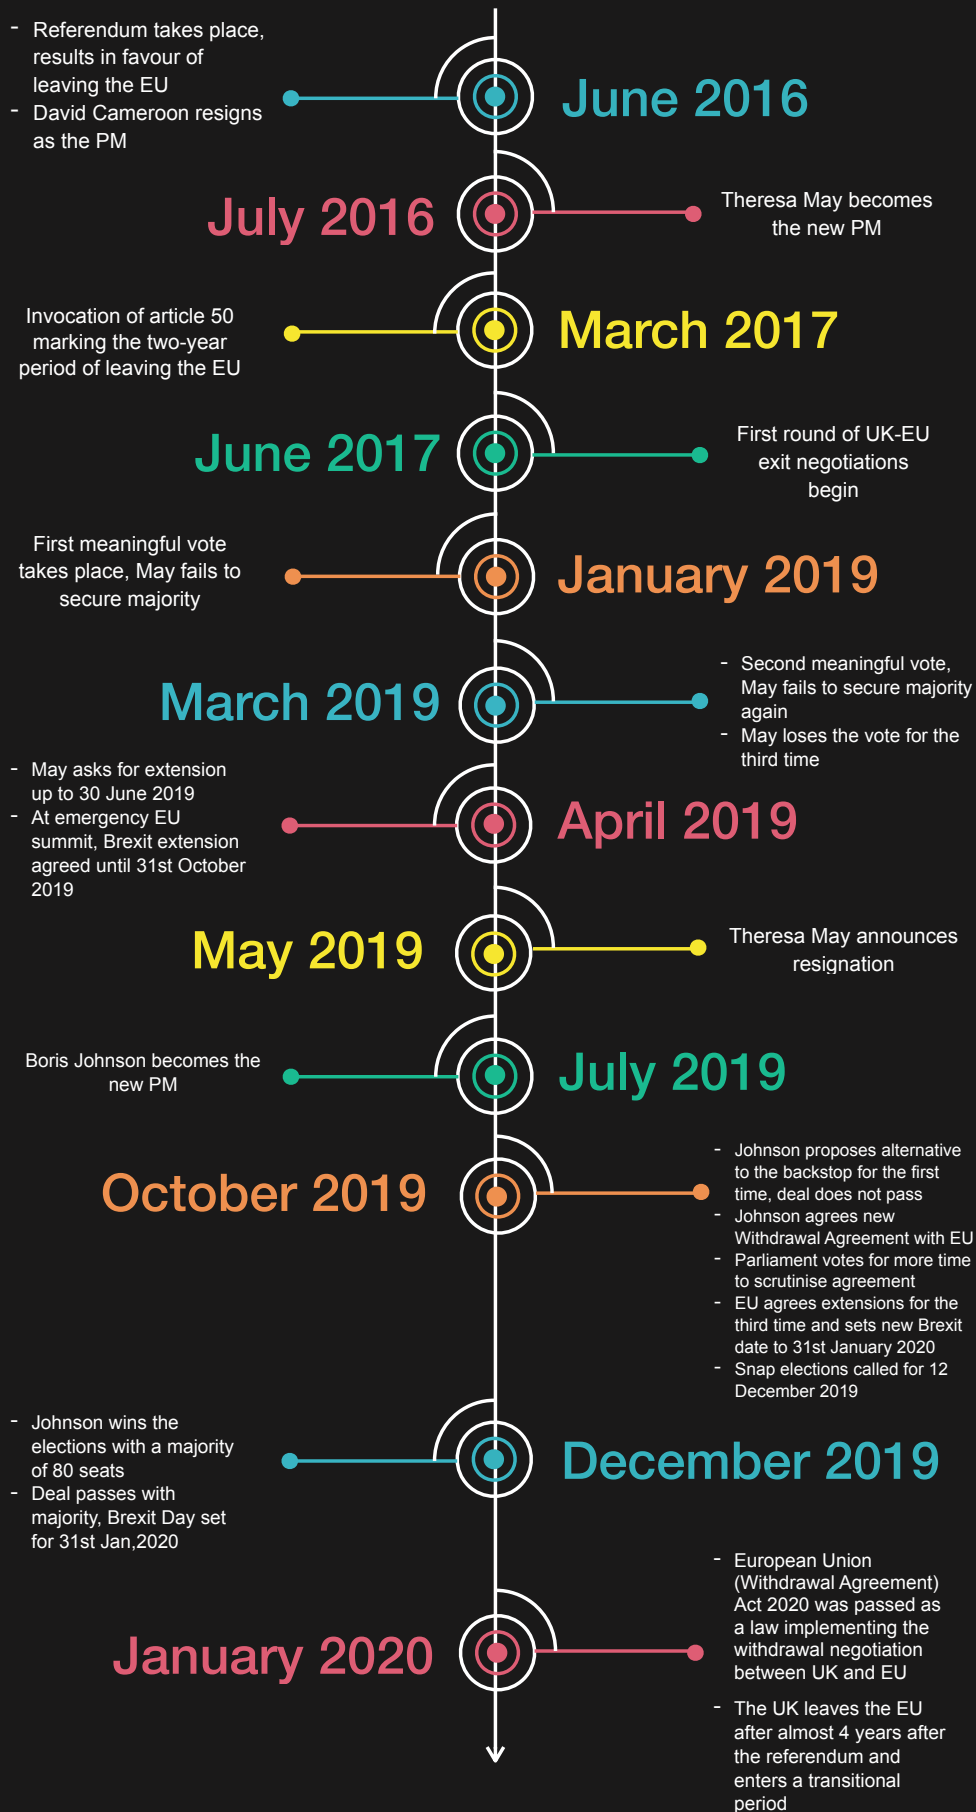 - Referendum takes place,
results in favour of
leaving the EU
- David Cameroon resigns
as the PM
June 2016
July 2016
Theresa May becomes
the new PM
Invocation of article 50
marking the two-year
period of leaving the EU
March 2017
June 2017
First round of UK-EU
exit negotiations
begin
First meaningful vote
takes place, May fails to
secure majority
January 2019
March 2019
- Second meaningful vote,
May fails to secure majority
again
- May loses the vote for the
third time
- May asks for extension
up to 30 June 2019
- At emergency EU
summit, Brexit extension
agreed until 31st October
2019
April 2019
May 2019
Theresa May announces
resignation
Boris Johnson becomes the
new PM
July 2019
October 2019
- Johnson proposes alternative
to the backstop for the first
time, deal does not pass
- Johnson agrees new
Withdrawal Agreement with EU
- Parliament votes for more time
to scrutinise agreement
- EU agrees extensions for the
third time and sets new Brexit
date to 31st January 2020
- Snap elections called for 12
December 2019
- Johnson wins the
elections with a majority
of 80 seats
- Deal passes with
majority, Brexit Day set
for 31st Jan,2020
December 2019
January 2020
- European Union
(Withdrawal Agreement)
Act 2020 was passed as
a law implementing the
withdrawal negotiation
between UK and EU
- The UK leaves the EU
after almost 4 years after
the referendum and
enters a transitional
period